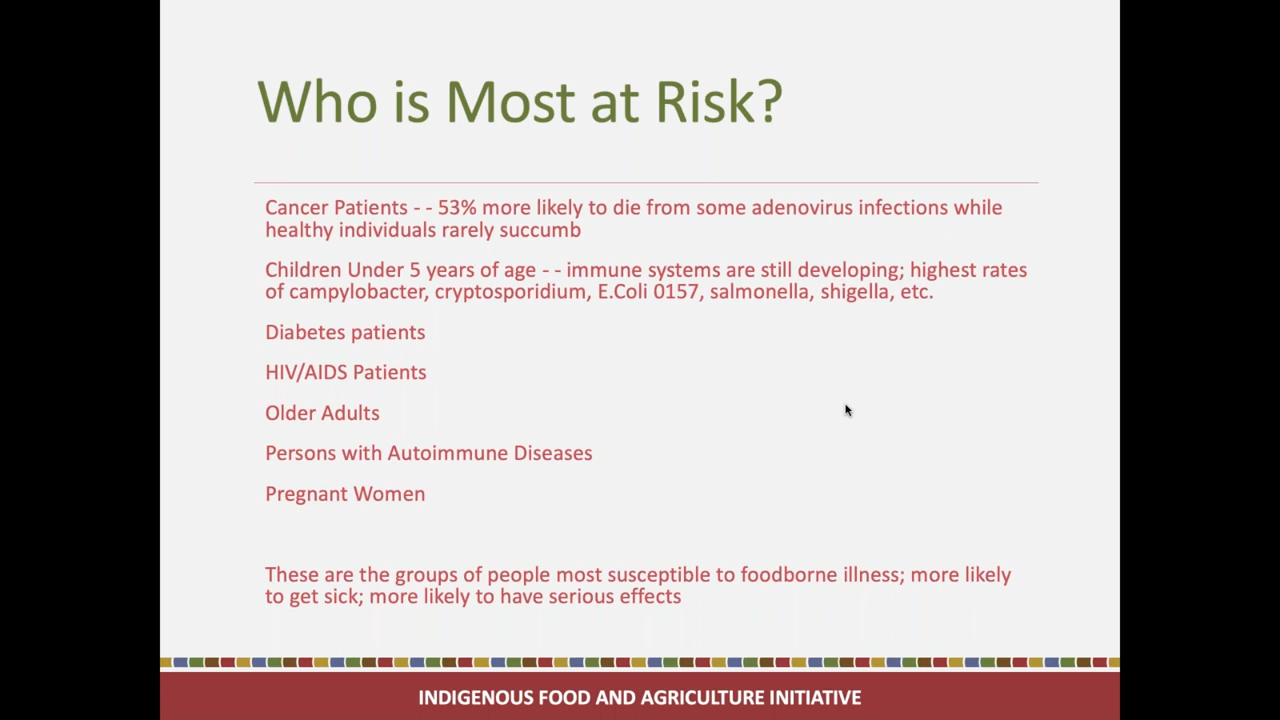 Who is Most at Risk?
Cancer Patients - - 53% more likely to die from some adenovirus infections while
healthy individuals rarely succumb
Children Under 5 years of age - - immune systems are still developing; highest rates
of campylobacter, cryptosporidium, E.Coli 0157, salmonella, shigella, etc.
Diabetes patients
HIV/AIDS Patients
Older Adults
Persons with Autoimmune Diseases
Pregnant Women
These are the groups of people most susceptible to foodborne illness; more likely
to get sick; more likely to have serious effects
INDIGENOUS FOOD AND AGRICULTURE INITIATIVE